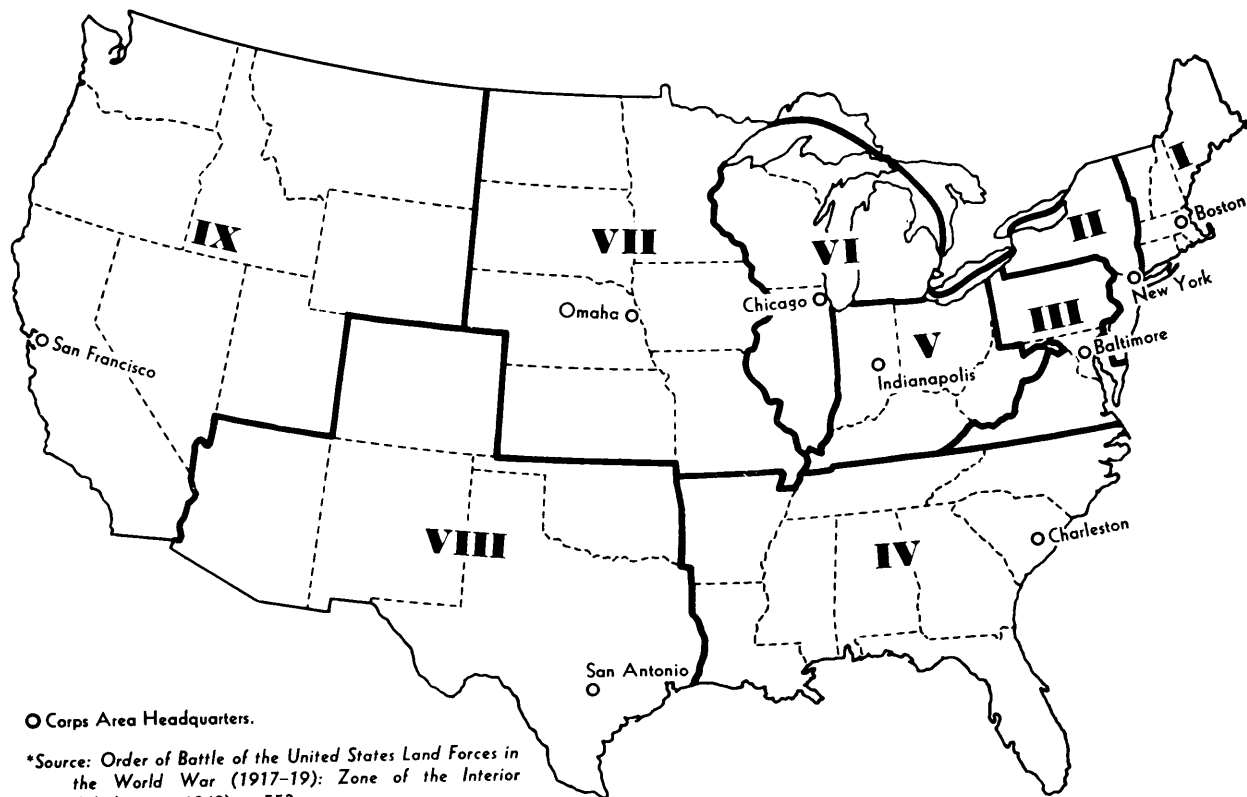 I
Boston
II
IX
VII
VI
New York
Chicago
Omaha
III
Baltimore
San Francisco
V
Indianapolis
VIII
Charleston
IV
San Antonio
Corps Area Headquarters.
*Source: Order of Battle of the United States Land Forces in
the World War (1917-19): Zone of the Interior